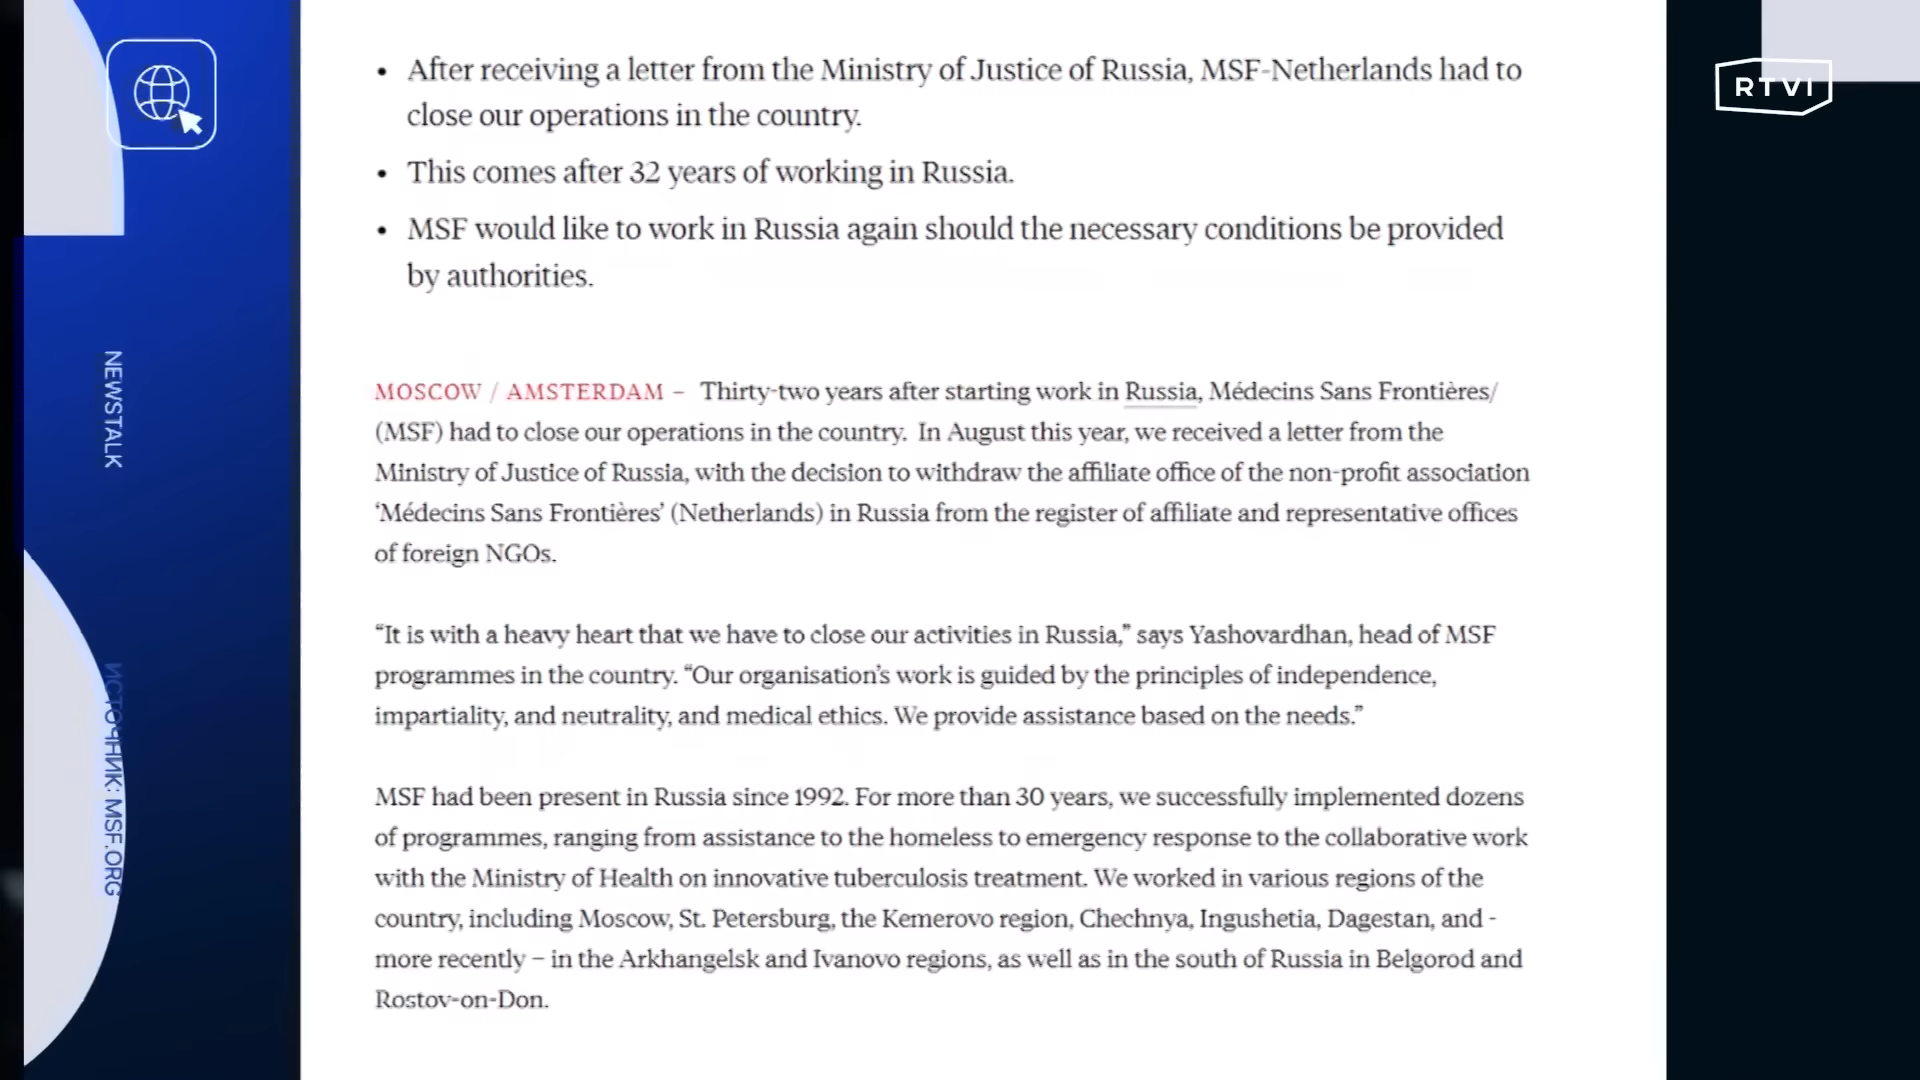 • After receiving a letter from the Ministry of Justice of Russia, MSF-Netherlands had to
close our operations in the country.
• This comes after 32 years of working in Russia.
• MSF would like to work in Russia again should the necessary conditions be provided
by authorities.
MOSCOW / AMSTERDAM – Thirty-two years after starting work in Russia, Médecins Sans Frontières/
(MSF) had to close our operations in the country. In August this year, we received a letter from the
Ministry of Justice of Russia, with the decision to withdraw the affiliate office of the non-profit association
‘Médecins Sans Frontières’ (Netherlands) in Russia from the register of affiliate and representative offices
of foreign NGOs.
“It is with a heavy heart that we have to close our activities in Russia,” says Yashovardhan, head of MSF
programmes in the country. “Our organisation’s work is guided by the principles of independence,
impartiality, and neutrality, and medical ethics. We provide assistance based on the needs.”
MSF had been present in Russia since 1992. For more than 30 years, we successfully implemented dozens
of programmes, ranging from assistance to the homeless to emergency response to the collaborative work
with the Ministry of Health on innovative tuberculosis treatment. We worked in various regions of the
country, including Moscow, St. Petersburg, the Kemerovo region, Chechnya, Ingushetia, Dagestan, and -
more recently – in the Arkhangelsk and Ivanovo regions, as well as in the south of Russia in Belgorod and
Rostov-on-Don.
NEWSTALK
ИСТОЧНИК: MSF.ORG
RTVI